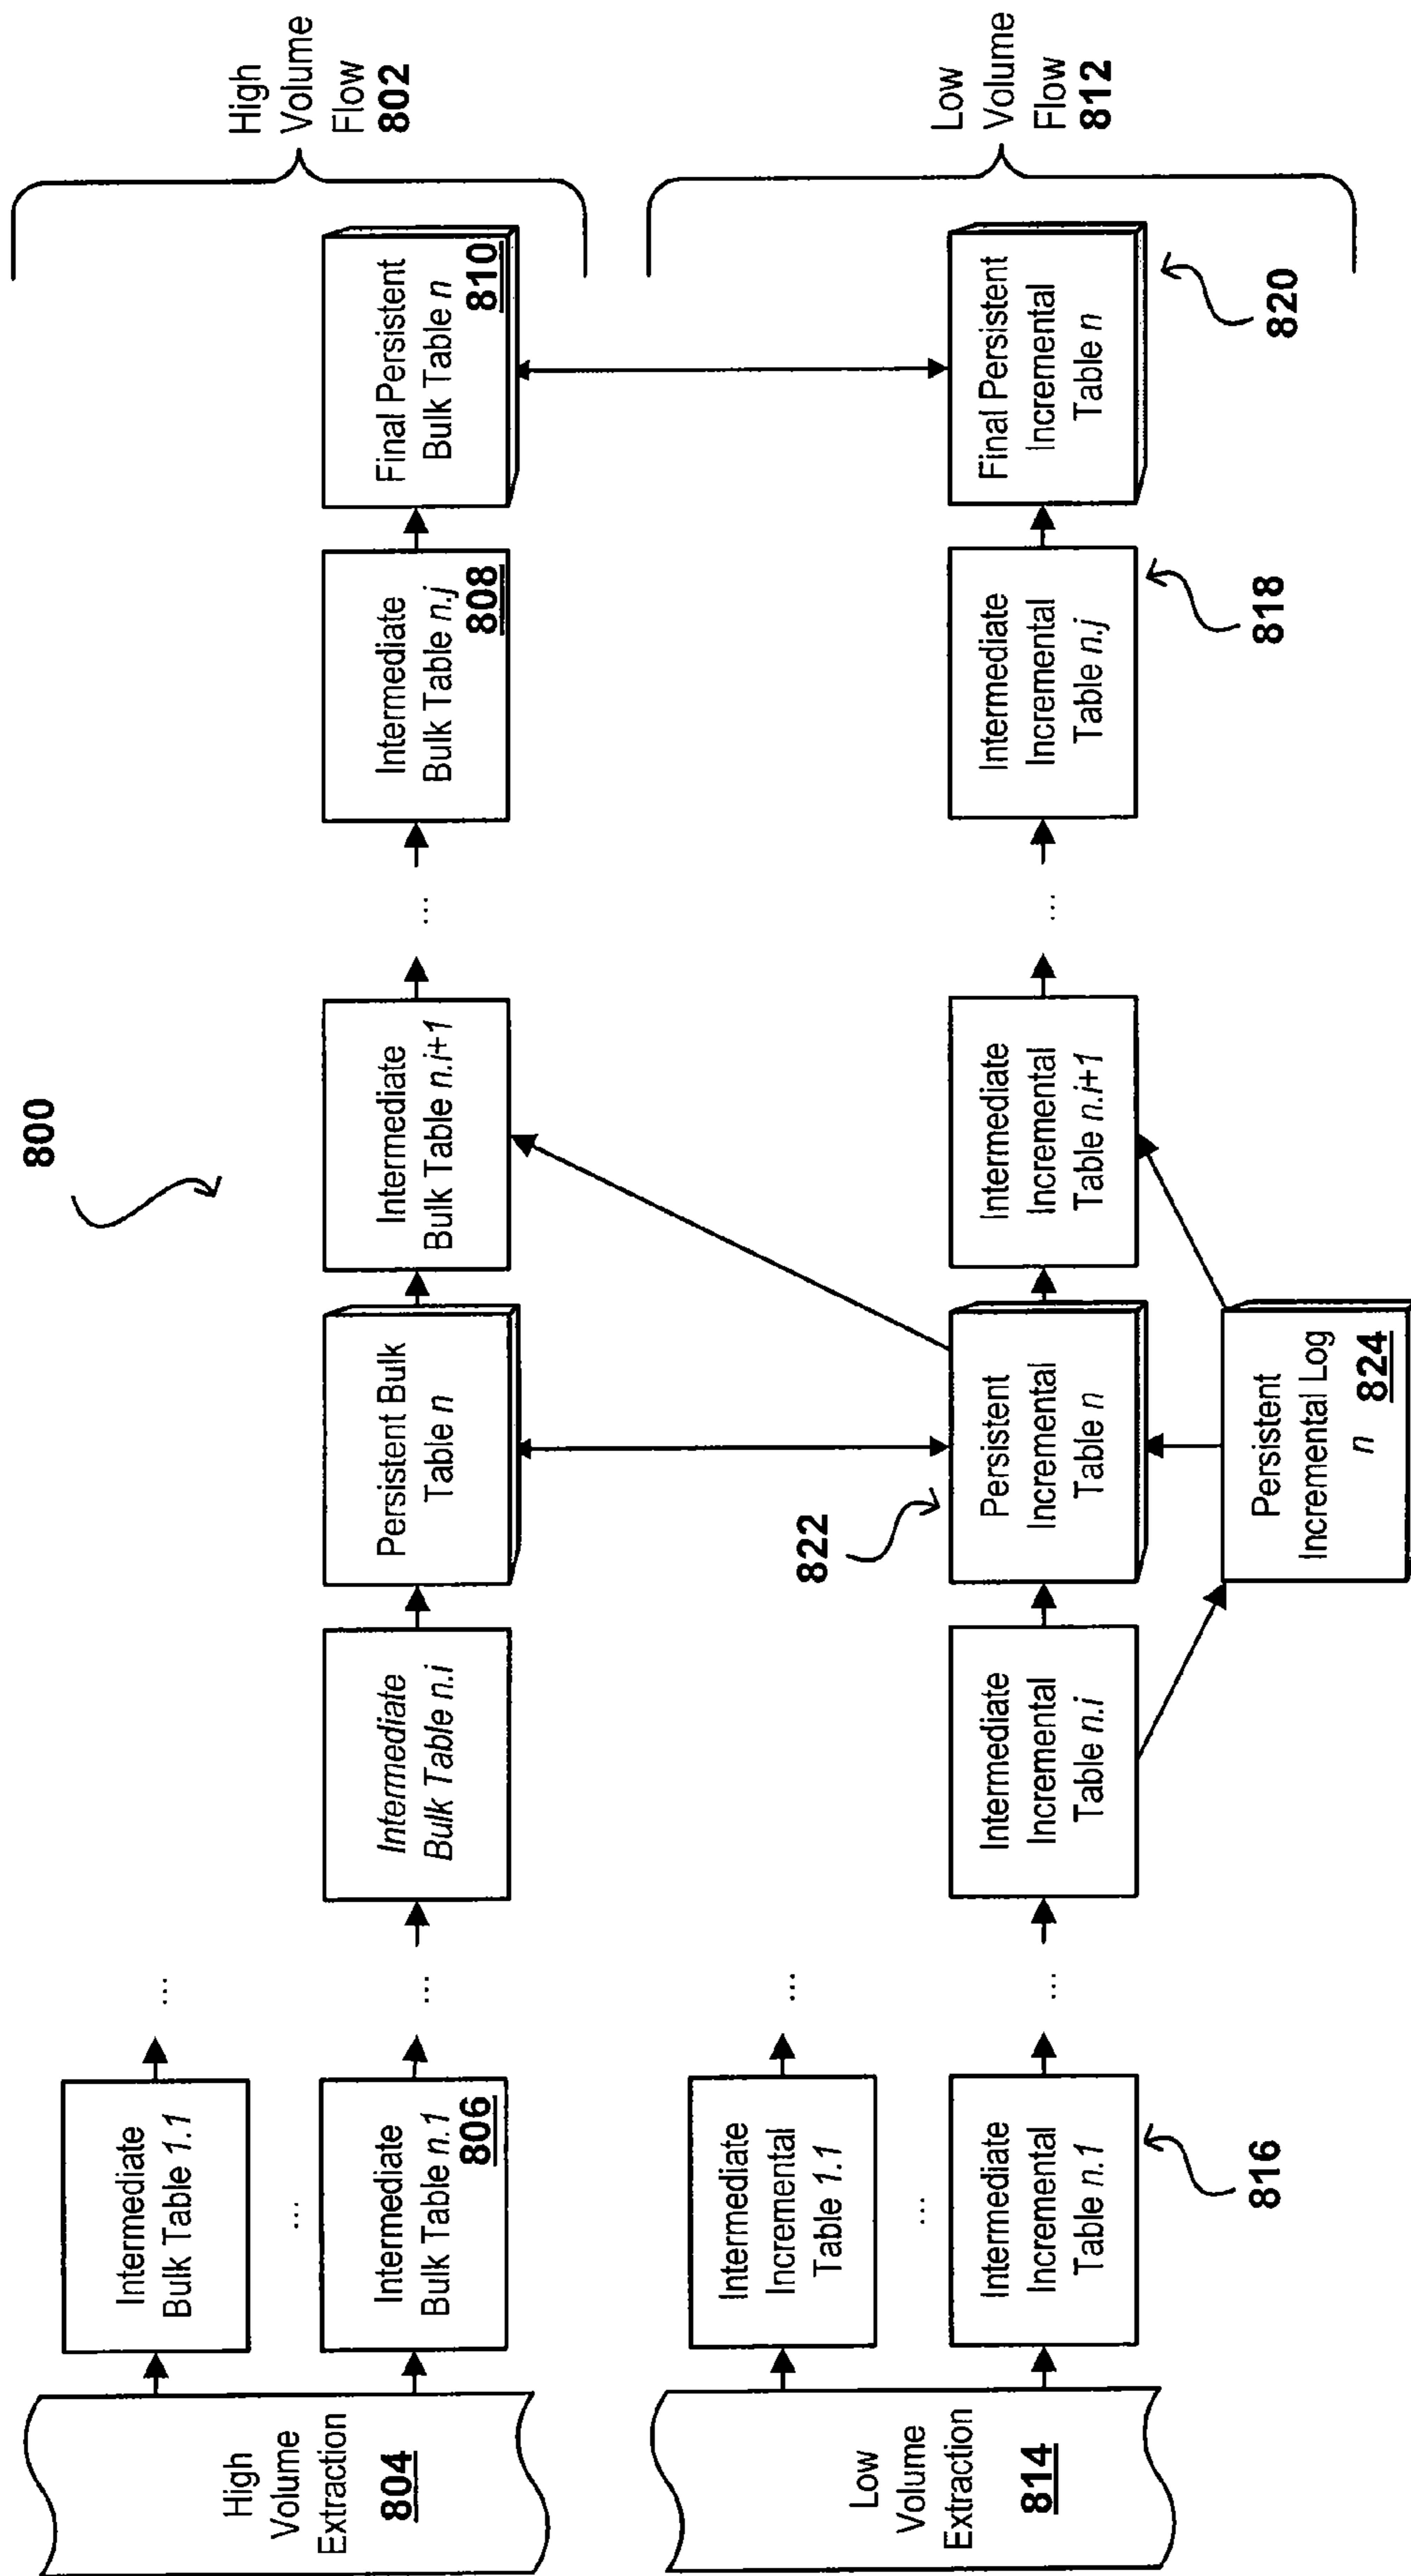 800
High
Volume
Flow
802
High
Volume
Extraction
804
Intermediate
Bulk Table 1.1
...
...
Intermediate
Bulk Table n.1
806
...
Intermediate
Bulk Table n.i
Persistent Bulk
Table n
Intermediate
Bulk Table n.i+1
...
Intermediate
Bulk Table n.j
808
Final Persistent
Bulk Table n
810
Low
Volume
Flow
812
Low
Volume
Extraction
814
Intermediate
Incremental
Table 1.1
...
...
Intermediate
Incremental
Table n.1
816
...
Intermediate
Incremental
Table n.i
822
Persistent
Incremental
Table n
Intermediate
Incremental
Table n.i+1
...
Intermediate
Incremental
Table n.j
818
Final Persistent
Incremental
Table n
820
Persistent
Incremental Log
n
824